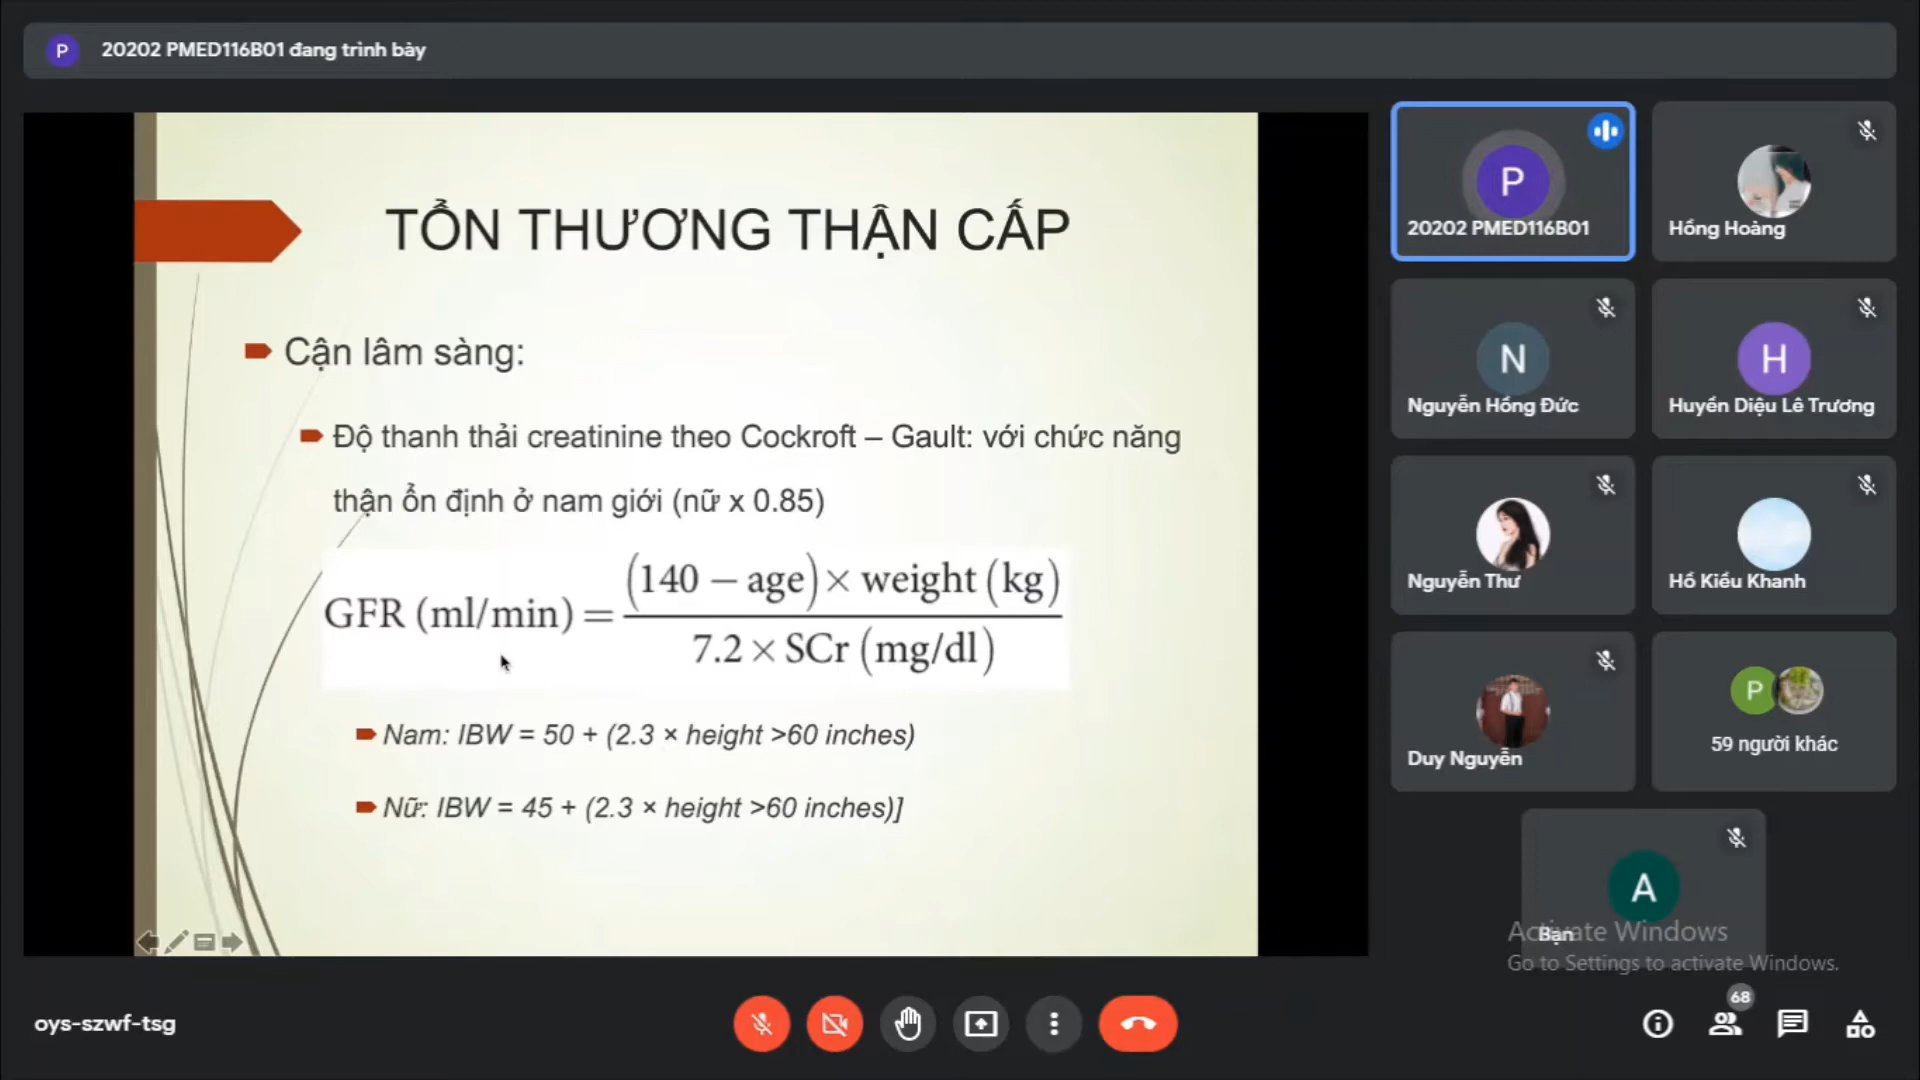 P 20202 PMED116B01 đang trình bày
TỔN THƯƠNG THẬN CẤP
Cận lâm sàng:
Độ thanh thải creatinine theo Cockroft – Gault: với chức năng
thận ổn định ở nam giới (nữ x 0.85)
GFR (ml/min) = (140 – age) × weight (kg)
7.2 × SCr (mg/dl)
Nam: IBW = 50 + (2.3 × height >60 inches)
Nữ: IBW = 45 + (2.3 × height >60 inches)]
P
20202 PMED116B01
Hồng Hoàng
N
Nguyễn Hồng Đức
H
Huyền Diệu Lê Trương
Nguyễn Thư
Hồ Kiều Khanh
Duy Nguyễn
P
59 người khác
A
Bạn
Activate Windows
Go to Settings to activate Windows.
oys-szwf-tsg
68